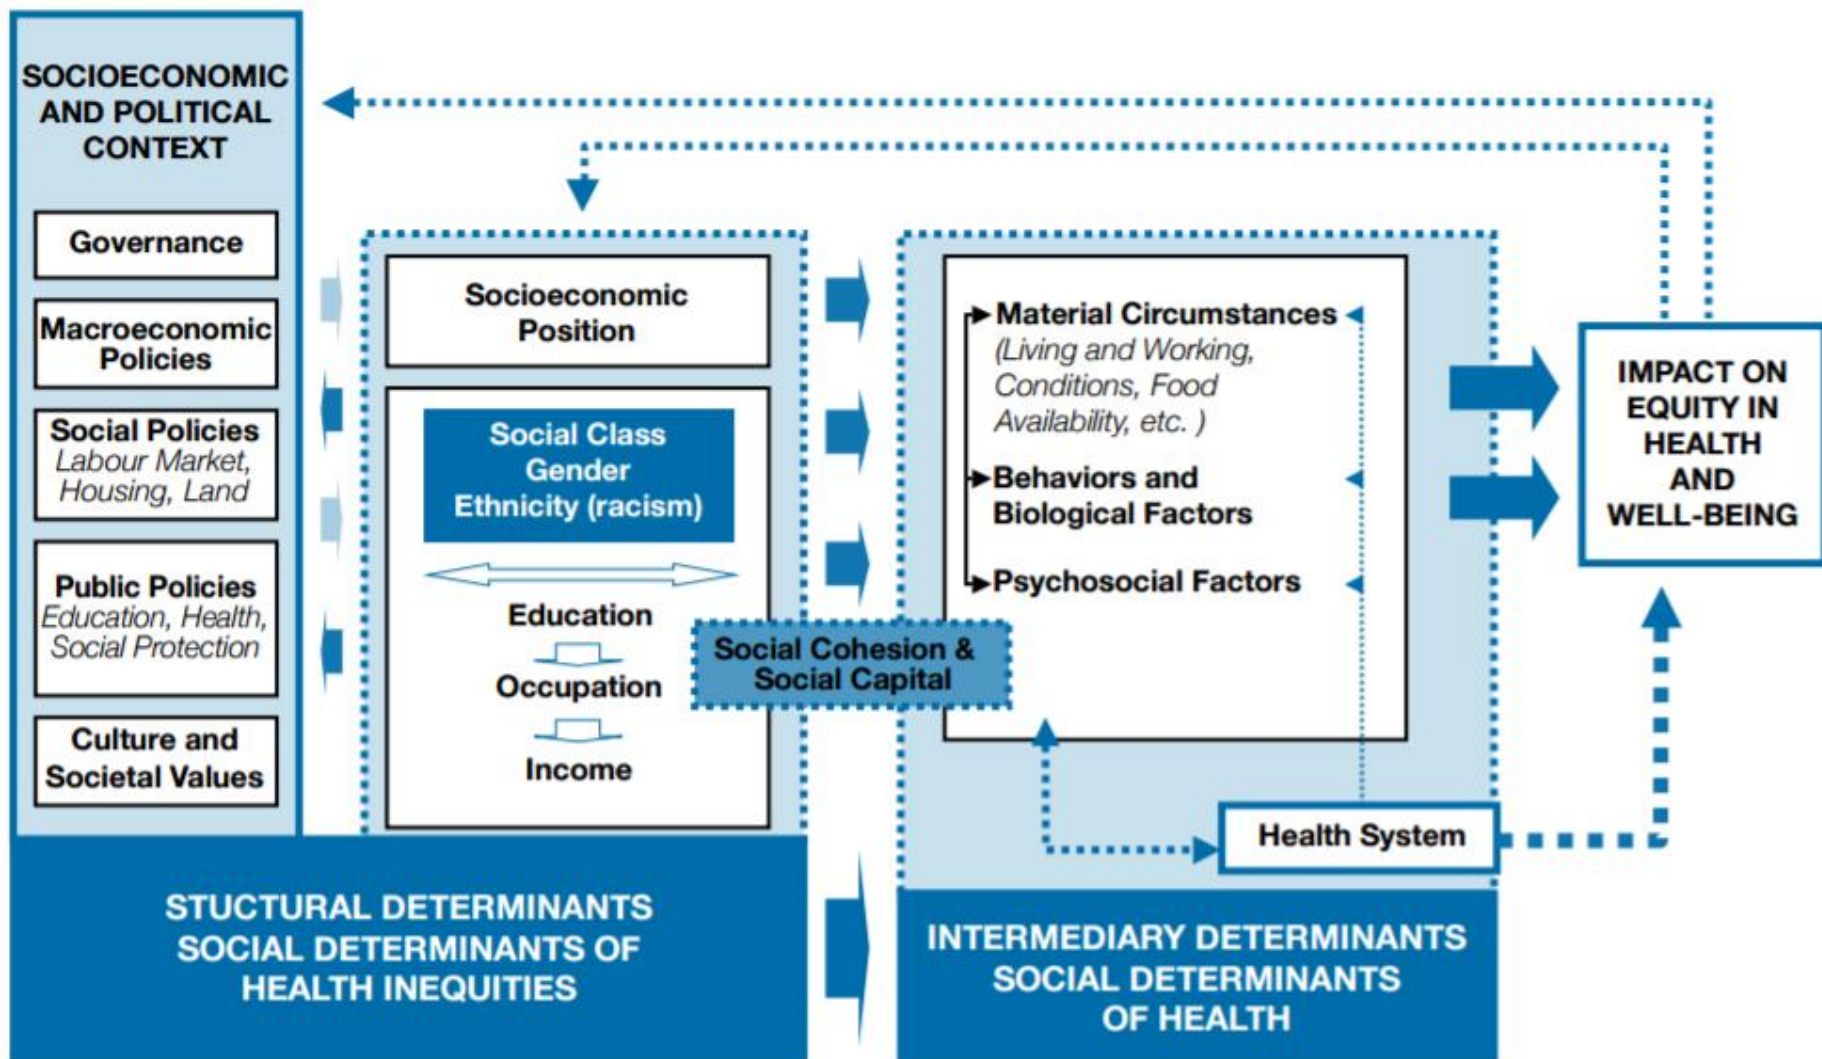 SOCIOECONOMIC
AND POLITICAL
CONTEXT
Governance
Macroeconomic
Policies
Social Policies
Labour Market,
Housing, Land
Public Policies
Education, Health,
Social Protection
Culture and
Societal Values
Socioeconomic
Position
Social Class
Gender
Ethnicity (racism)
Education
Occupation
Income
Social Cohesion &
Social Capital
Material Circumstances
(Living and Working,
Conditions, Food
Availability, etc. )
Behaviors and
Biological Factors
Psychosocial Factors
Health System
IMPACT ON
EQUITY IN
HEALTH
AND
WELL-BEING
STUCTURAL DETERMINANTS
SOCIAL DETERMINANTS OF
HEALTH INEQUITIES
INTERMEDIARY DETERMINANTS
SOCIAL DETERMINANTS
OF HEALTH